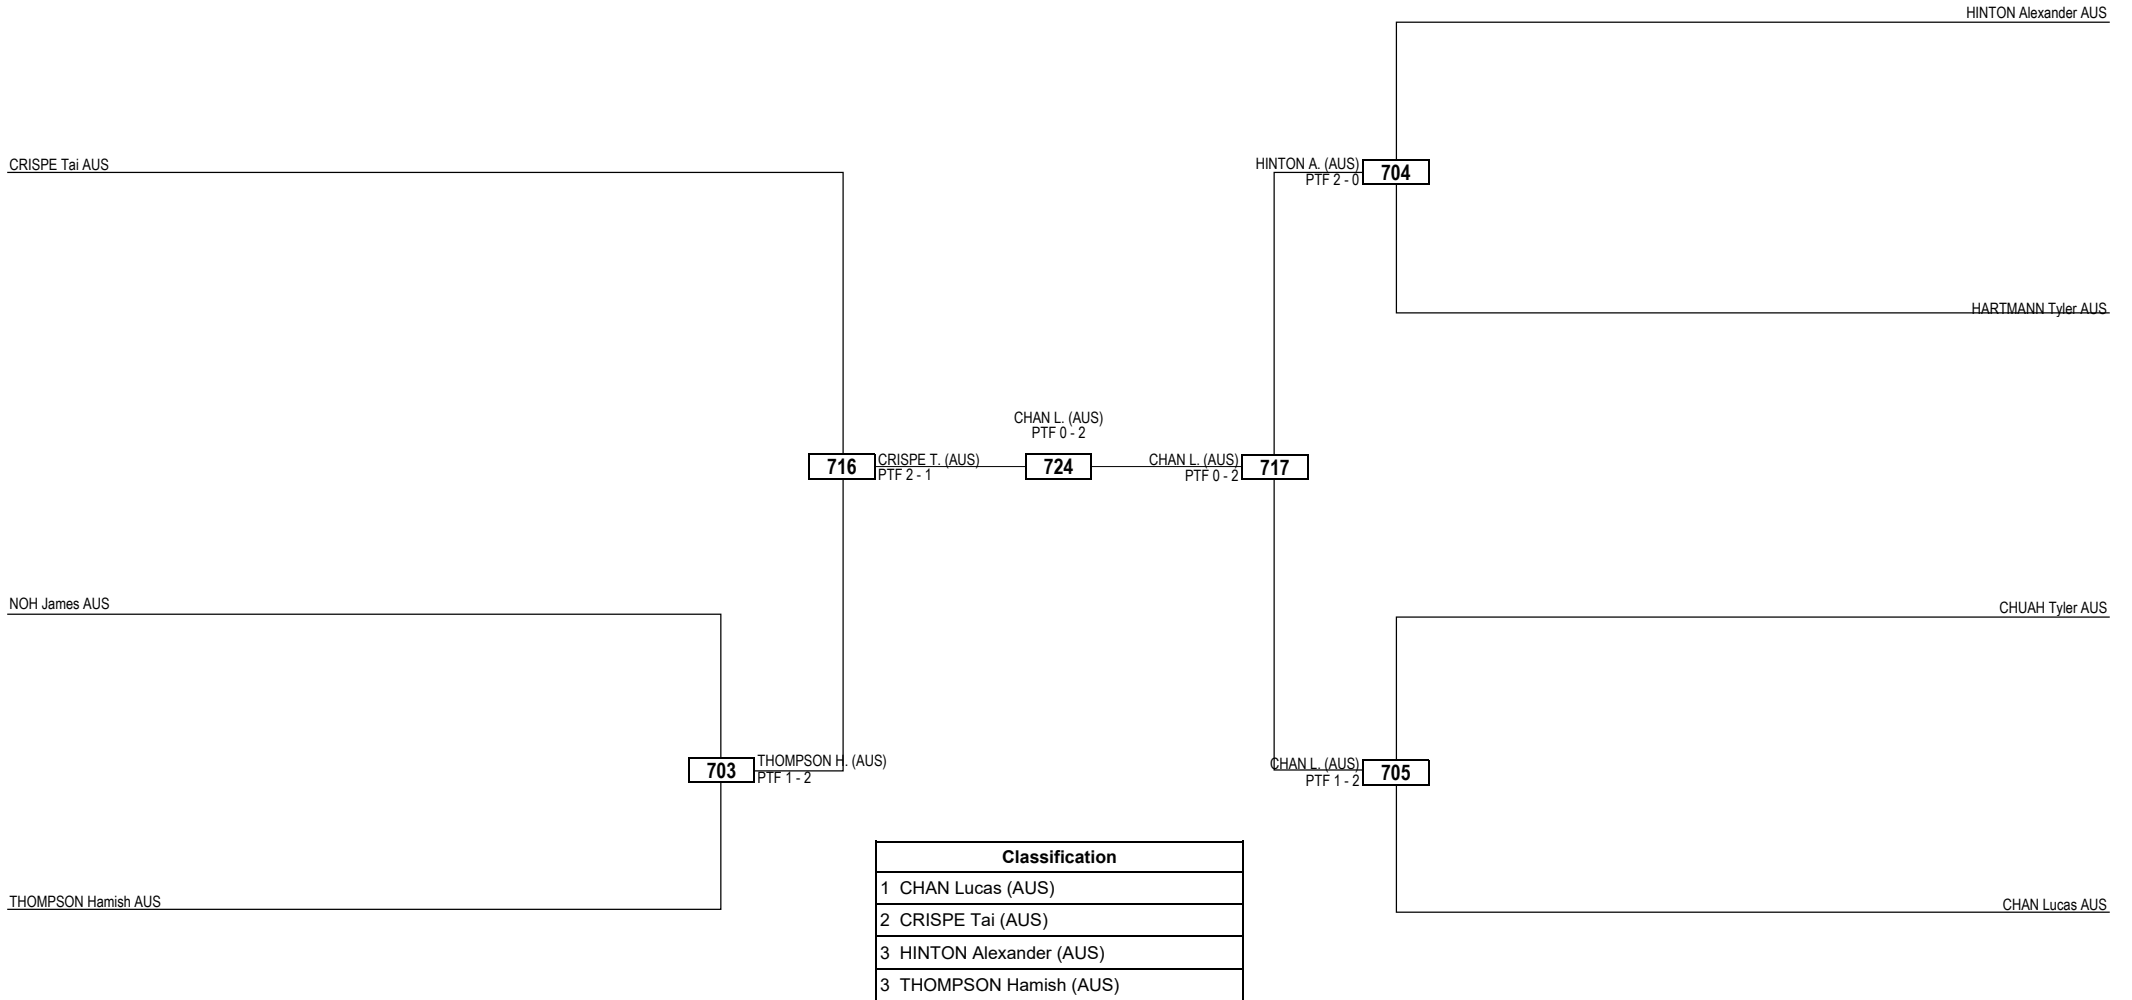 HINTON Alexander AUS
CRISPE Tai AUS
HINTON A. (AUS)
PTF 2 - 0
704
HARTMANN Tyler AUS
CHAN L. (AUS)
PTF 0 - 2
716
CRISPE T. (AUS)
PTF 2 - 1
724
CHAN L. (AUS)
PTF 0 - 2
717
NOH James AUS
CHUAH Tyler AUS
703
THOMPSON H. (AUS)
PTF 1 - 2
CHAN L. (AUS)
PTF 1 - 2
705
THOMPSON Hamish AUS
CHAN Lucas AUS
Classification
1 CHAN Lucas (AUS)
2 CRISPE Tai (AUS)
3 HINTON Alexander (AUS)
3 THOMPSON Hamish (AUS)